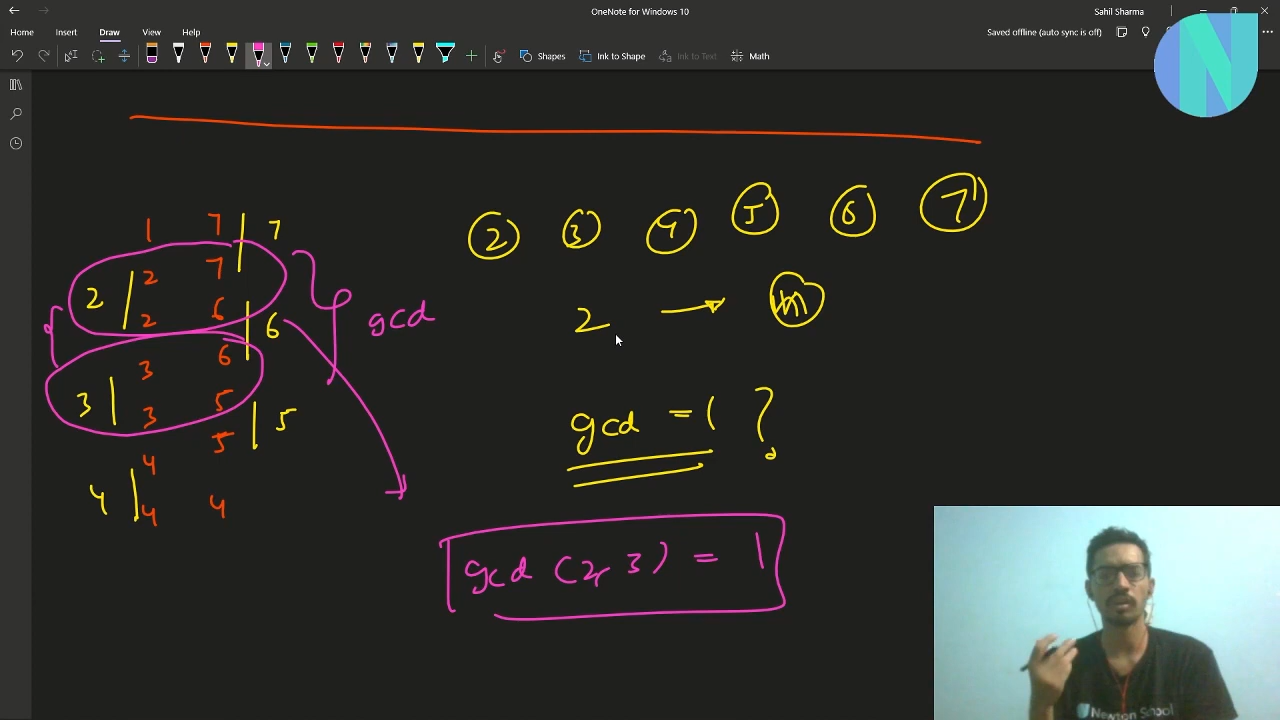 OneNote for Windows 10
Sahil Sharma
Home Insert Draw View Help
Saved offline (auto sync is off)
Shapes Ink to Shape Ink to Text Math
1 7 | 7
2 7
2 | 2 6
| 6
3 6
3 | 3 5
5 | 5
4
4 | 4 4
gcd
2 3 4 5 6 7
2 → m
gcd = 1 ?
gcd (2, 3) = 1
Newton School